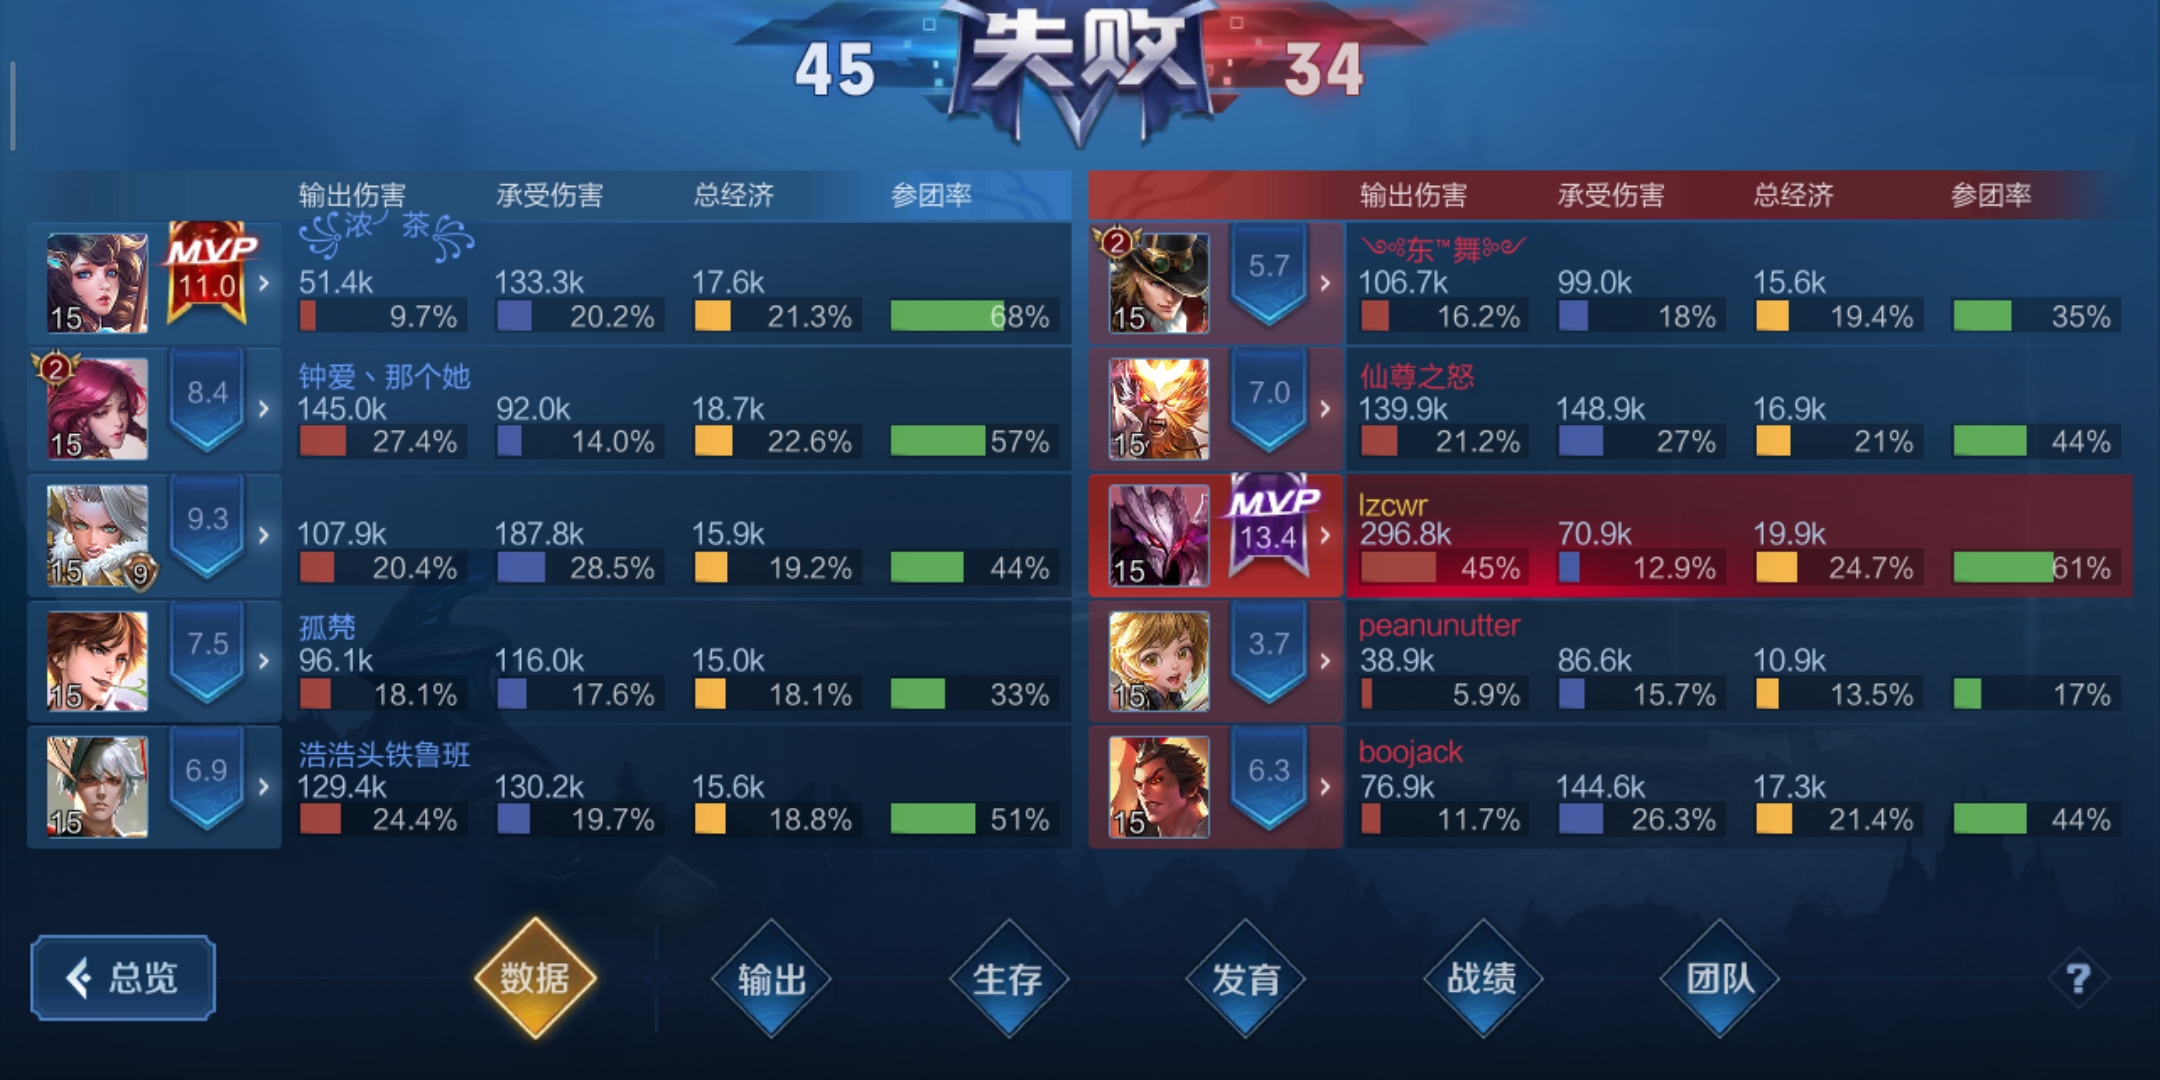 45 失败 34
输出伤害 承受伤害 总经济 参团率
浓 茶
MVP 11.0
15
51.4k 133.3k 17.6k
9.7% 20.2% 21.3% 68%
2
钟爱、那个她
8.4
15
145.0k 92.0k 18.7k
27.4% 14.0% 22.6% 57%
9.3
15 9
107.9k 187.8k 15.9k
20.4% 28.5% 19.2% 44%
孤梵
7.5
15
96.1k 116.0k 15.0k
18.1% 17.6% 18.1% 33%
浩浩头铁鲁班
6.9
15
129.4k 130.2k 15.6k
24.4% 19.7% 18.8% 51%
输出伤害 承受伤害 总经济 参团率
2
东™舞
5.7
15
106.7k 99.0k 15.6k
16.2% 18% 19.4% 35%
仙尊之怒
7.0
15
139.9k 148.9k 16.9k
21.2% 27% 21% 44%
MVP 13.4
lzcwr
15
296.8k 70.9k 19.9k
45% 12.9% 24.7% 61%
peanunutter
3.7
15
38.9k 86.6k 10.9k
5.9% 15.7% 13.5% 17%
boojack
6.3
15
76.9k 144.6k 17.3k
11.7% 26.3% 21.4% 44%
总览 数据 输出 生存 发育 战绩 团队 ?